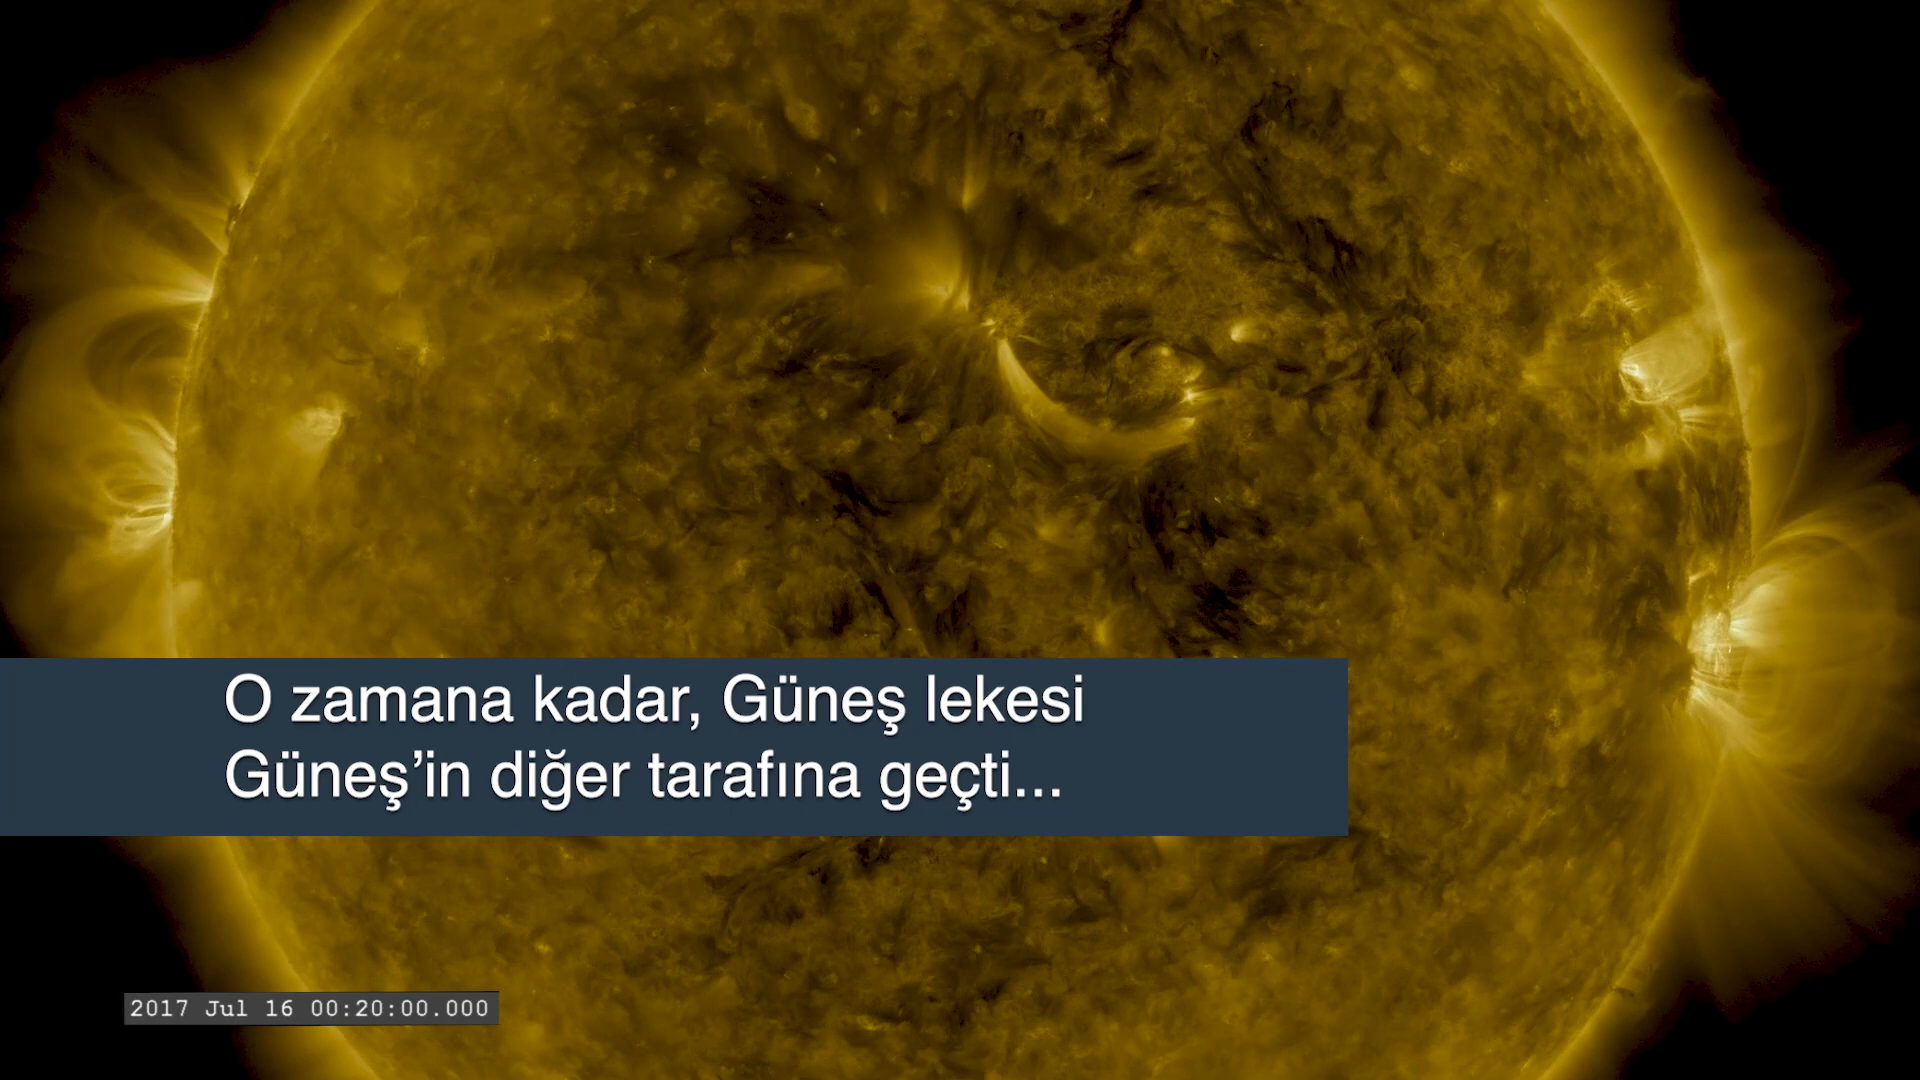 O zamana kadar, Güneş lekesi
Güneş’in diğer tarafına geçti...
2017 Jul 16 00:20:00.000